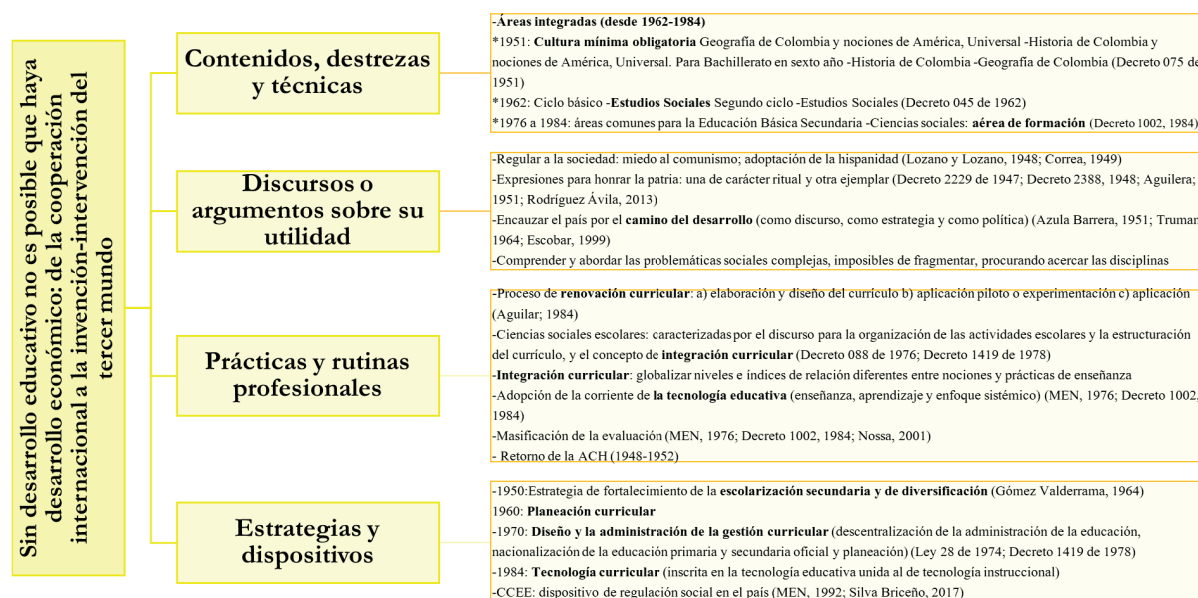 Sin desarrollo educativo no es posible que haya
desarrollo económico: de la cooperación
internacional a la invención-intervención del
tercer mundo
Contenidos, destrezas
y técnicas
-Áreas integradas (desde 1962-1984)
*1951: Cultura mínima obligatoria Geografía de Colombia y nociones de América, Universal -Historia de Colombia y
nociones de América, Universal. Para Bachillerato en sexto año -Historia de Colombia -Geografía de Colombia (Decreto 075 de
1951)
*1962: Ciclo básico -Estudios Sociales Segundo ciclo -Estudios Sociales (Decreto 045 de 1962)
*1976 a 1984: áreas comunes para la Educación Básica Secundaria -Ciencias sociales: aérea de formación (Decreto 1002, 1984)
Discursos o
argumentos sobre su
utilidad
-Regular a la sociedad: miedo al comunismo; adoptación de la hispanidad (Lozano y Lozano, 1948; Correa, 1949)
-Expresiones para honrar la patria: una de carácter ritual y otra ejemplar (Decreto 2229 de 1947; Decreto 2388, 1948; Aguilera;
1951; Rodríguez Ávila, 2013)
-Encauzar el país por el camino del desarrollo (como discurso, como estrategia y como política) (Azula Barrera, 1951; Truman
1964; Escobar, 1999)
-Comprender y abordar las problemáticas sociales complejas, imposibles de fragmentar, procurando acercar las disciplinas
Prácticas y rutinas
profesionales
-Proceso de renovación curricular: a) elaboración y diseño del currículo b) aplicación piloto o experimentación c) aplicación
(Aguilar; 1984)
-Ciencias sociales escolares: caracterizadas por el discurso para la organización de las actividades escolares y la estructuración
del currículo, y el concepto de integración curricular (Decreto 088 de 1976; Decreto 1419 de 1978)
-Integración curricular: globalizar niveles e índices de relación diferentes entre nociones y prácticas de enseñanza
-Adopción de la corriente de la tecnología educativa (enseñanza, aprendizaje y enfoque sistémico) (MEN, 1976; Decreto 1002,
1984)
-Masificación de la evaluación (MEN, 1976; Decreto 1002, 1984; Nossa, 2001)
- Retorno de la ACH (1948-1952)
Estrategias y
dispositivos
-1950:Estrategia de fortalecimiento de la escolarización secundaria y de diversificación (Gómez Valderrama, 1964)
1960: Planeación curricular
-1970: Diseño y la administración de la gestión curricular (descentralización de la administración de la educación,
nacionalización de la educación primaria y secundaria oficial y planeación) (Ley 28 de 1974; Decreto 1419 de 1978)
-1984: Tecnología curricular (inscrita en la tecnología educativa unida al de tecnología instruccional)
-CCEE: dispositivo de regulación social en el país (MEN, 1992; Silva Briceño, 2017)